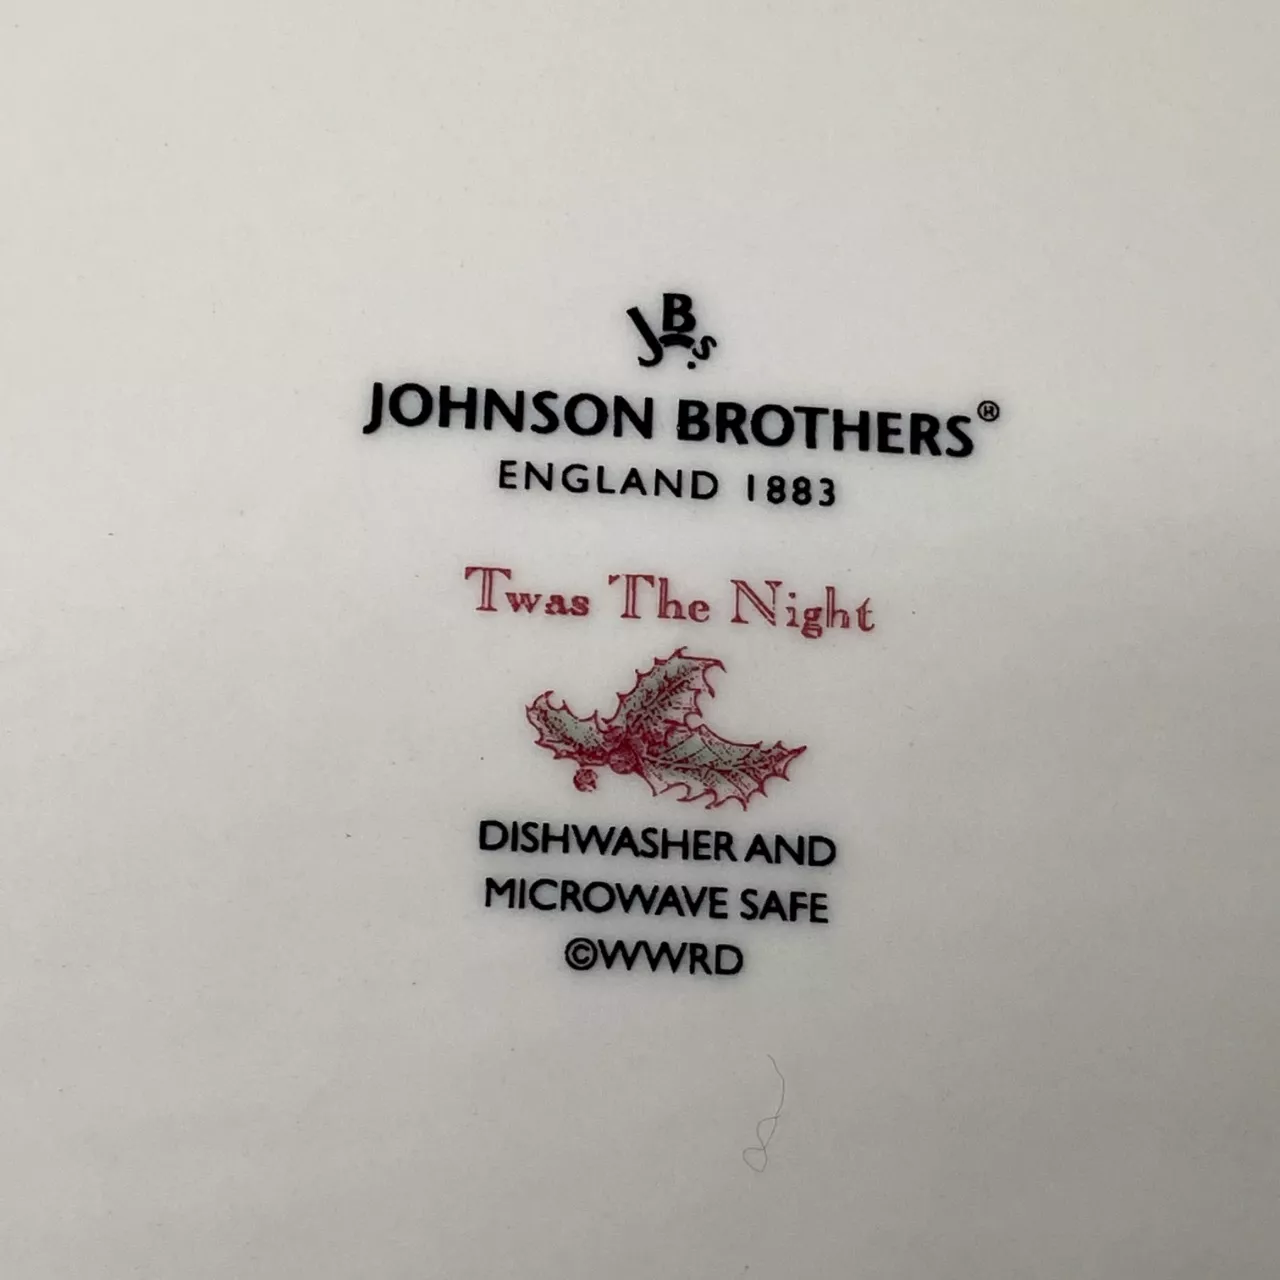 JBs.
JOHNSON BROTHERS®
ENGLAND 1883
Twas The Night
DISHWASHER AND
MICROWAVE SAFE
©WWRD